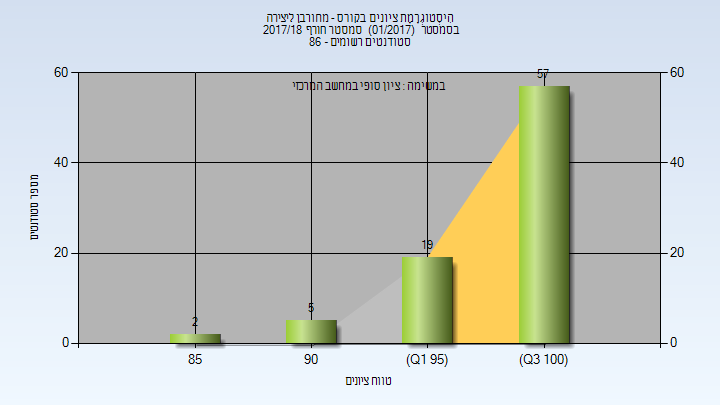 היסטוגרמת ציונים בקורס - מחורבן ליצירה
בסמסטר (01/2017) סמסטר חורף 2017/18
סטודנטים רשומים - 86
במשימה : ציון סופי במחשב המרכזי
60
40
20
0
60
40
20
0
מספר סטודנטים
2
5
19
57
85
90
(Q1 95)
(Q3 100)
טווח ציונים